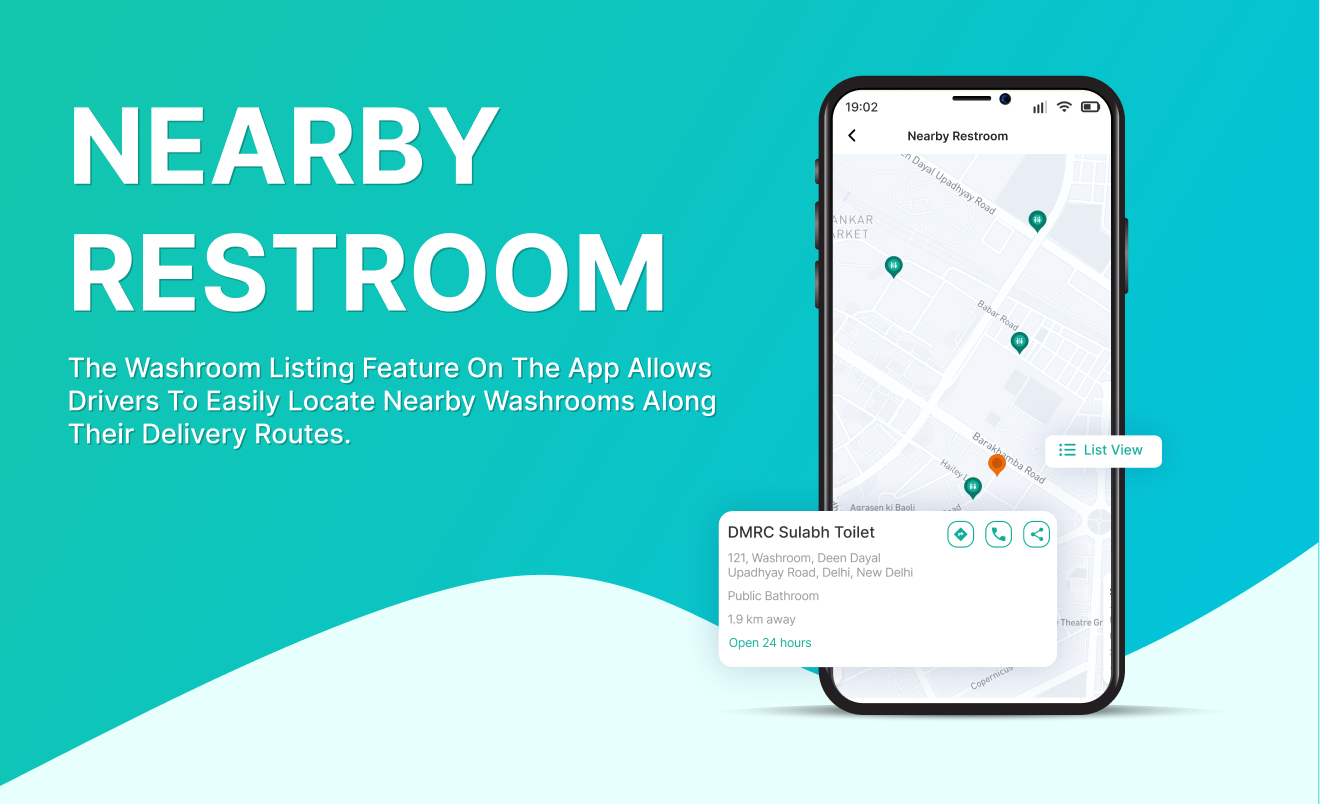 NEARBY
RESTROOM
The Washroom Listing Feature On The App Allows
Drivers To Easily Locate Nearby Washrooms Along
Their Delivery Routes.
19:02
Nearby Restroom
en Dayal Upadhyay Road
ANKAR
ARKET
Babar Road
Barakhamba Road
Hailey L
Agrasen ki Baoli
oad
List View
DMRC Sulabh Toilet
121, Washroom, Deen Dayal
Upadhyay Road, Delhi, New Delhi
Public Bathroom
1.9 km away
Open 24 hours
Theatre Gr
Copernicus